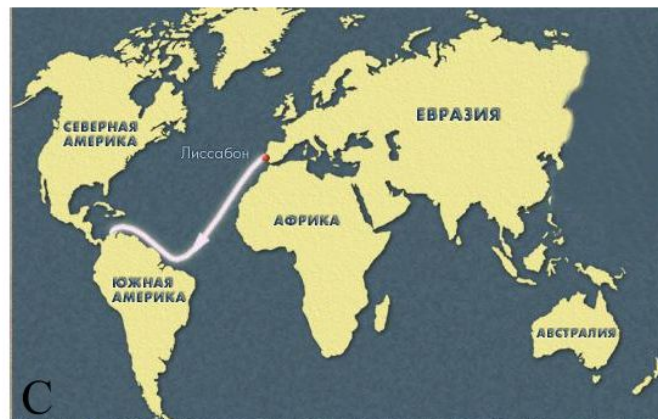 ЕВРАЗИЯ
СЕВЕРНАЯ
АМЕРИКА
Лиссабон
АФРИКА
ЮЖНАЯ
АМЕРИКА
АВСТРАЛИЯ
C